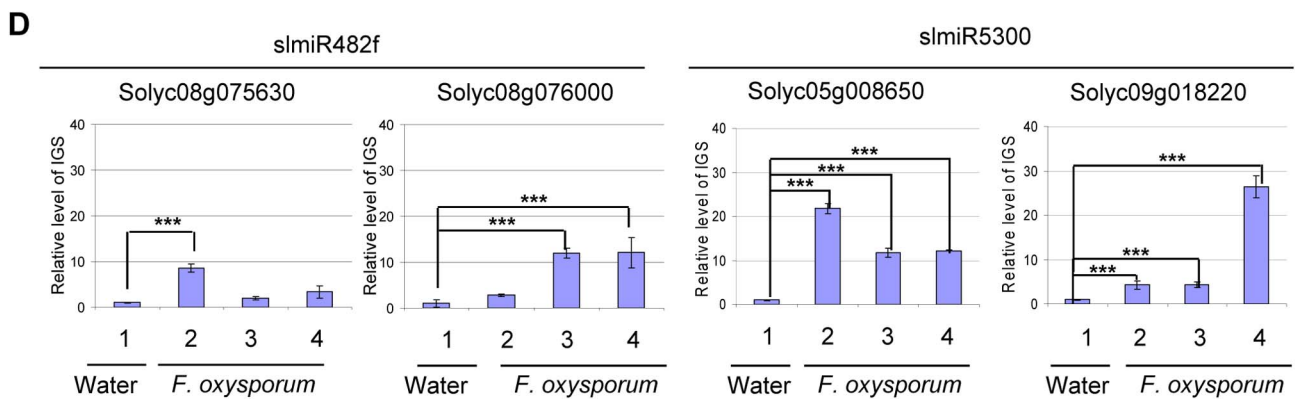 D
slmiR482f
slmiR5300
Solyc08g075630
Solyc08g076000
Solyc05g008650
Solyc09g018220
Relative level of IGS
40
30
20
10
0
***
1 2 3 4
Water F. oxysporum
Relative level of IGS
40
30
20
10
0
***
***
1 2 3 4
Water F. oxysporum
Relative level of IGS
40
30
20
10
0
***
***
***
1 2 3 4
Water F. oxysporum
Relative level of IGS
40
30
20
10
0
***
***
***
1 2 3 4
Water F. oxysporum